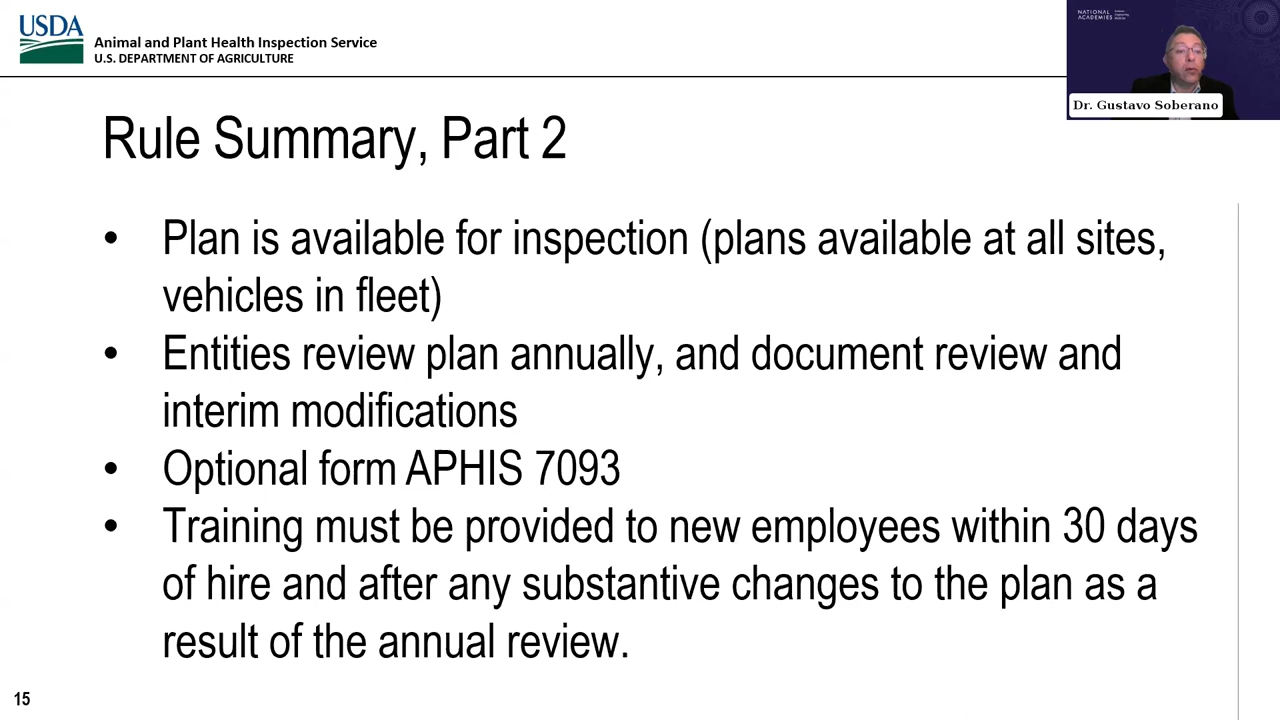 USDA
Animal and Plant Health Inspection Service
U.S. DEPARTMENT OF AGRICULTURE
NATIONAL
ACADEMIES
Dr. Gustavo Soberano
Rule Summary, Part 2
• Plan is available for inspection (plans available at all sites,
vehicles in fleet)
• Entities review plan annually, and document review and
interim modifications
• Optional form APHIS 7093
• Training must be provided to new employees within 30 days
of hire and after any substantive changes to the plan as a
result of the annual review.
15